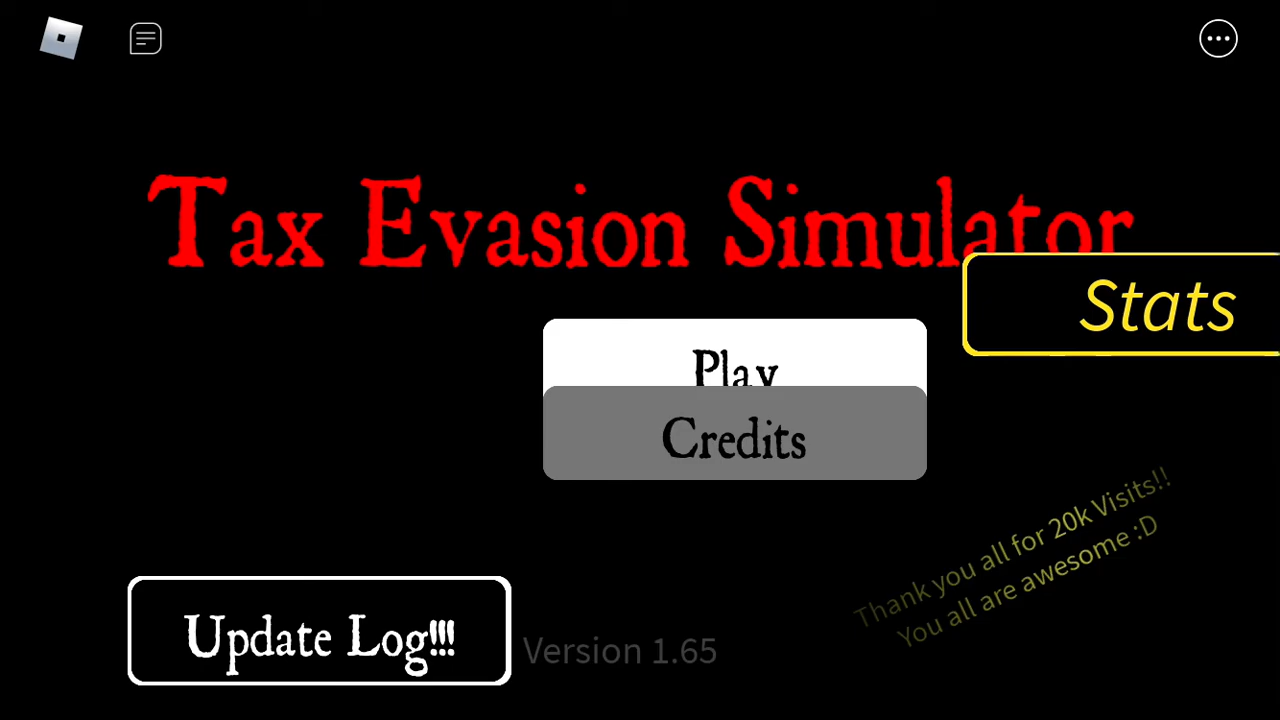 Tax Evasion Simulator
Stats
Play
Credits
Thank you all for 20k Visits!!
You all are awesome :D
Update Log!!!
Version 1.65